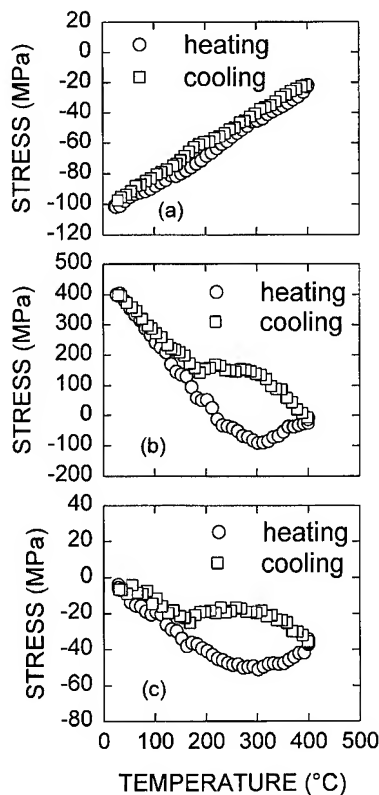 20
0
-20
-40
-60
-80
-100
-120
STRESS (MPa)
heating
cooling
(a)
500
400
300
200
100
0
-100
-200
STRESS (MPa)
heating
cooling
(b)
40
20
0
-20
-40
-60
-80
STRESS (MPa)
heating
cooling
(c)
0 100 200 300 400 500
TEMPERATURE (°C)